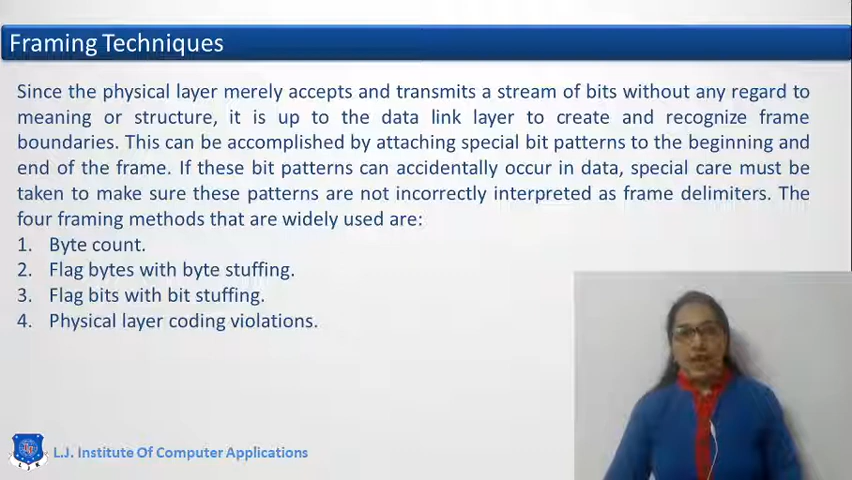 Framing Techniques
Since the physical layer merely accepts and transmits a stream of bits without any regard to
meaning or structure, it is up to the data link layer to create and recognize frame
boundaries. This can be accomplished by attaching special bit patterns to the beginning and
end of the frame. If these bit patterns can accidentally occur in data, special care must be
taken to make sure these patterns are not incorrectly interpreted as frame delimiters. The
four framing methods that are widely used are:
1. Byte count.
2. Flag bytes with byte stuffing.
3. Flag bits with bit stuffing.
4. Physical layer coding violations.
L.J. Institute Of Computer Applications
L J K